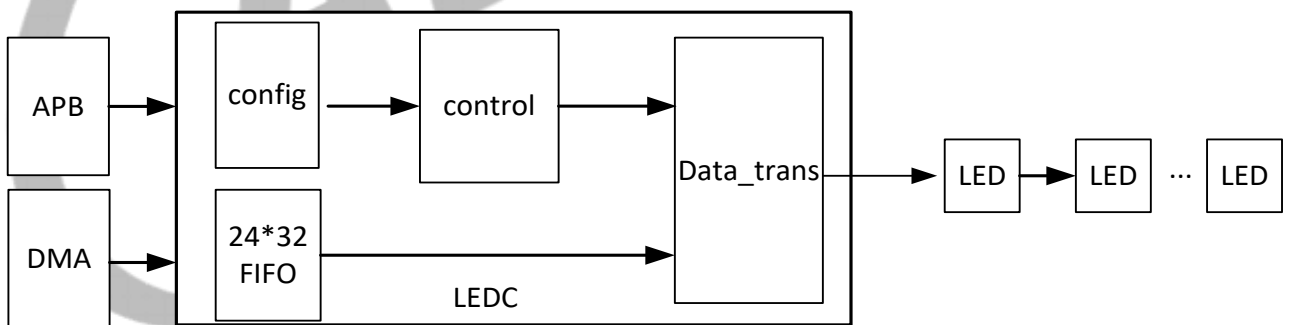 APB
config
control
Data_trans
LED
LED
...
LED
DMA
24*32
FIFO
LEDC